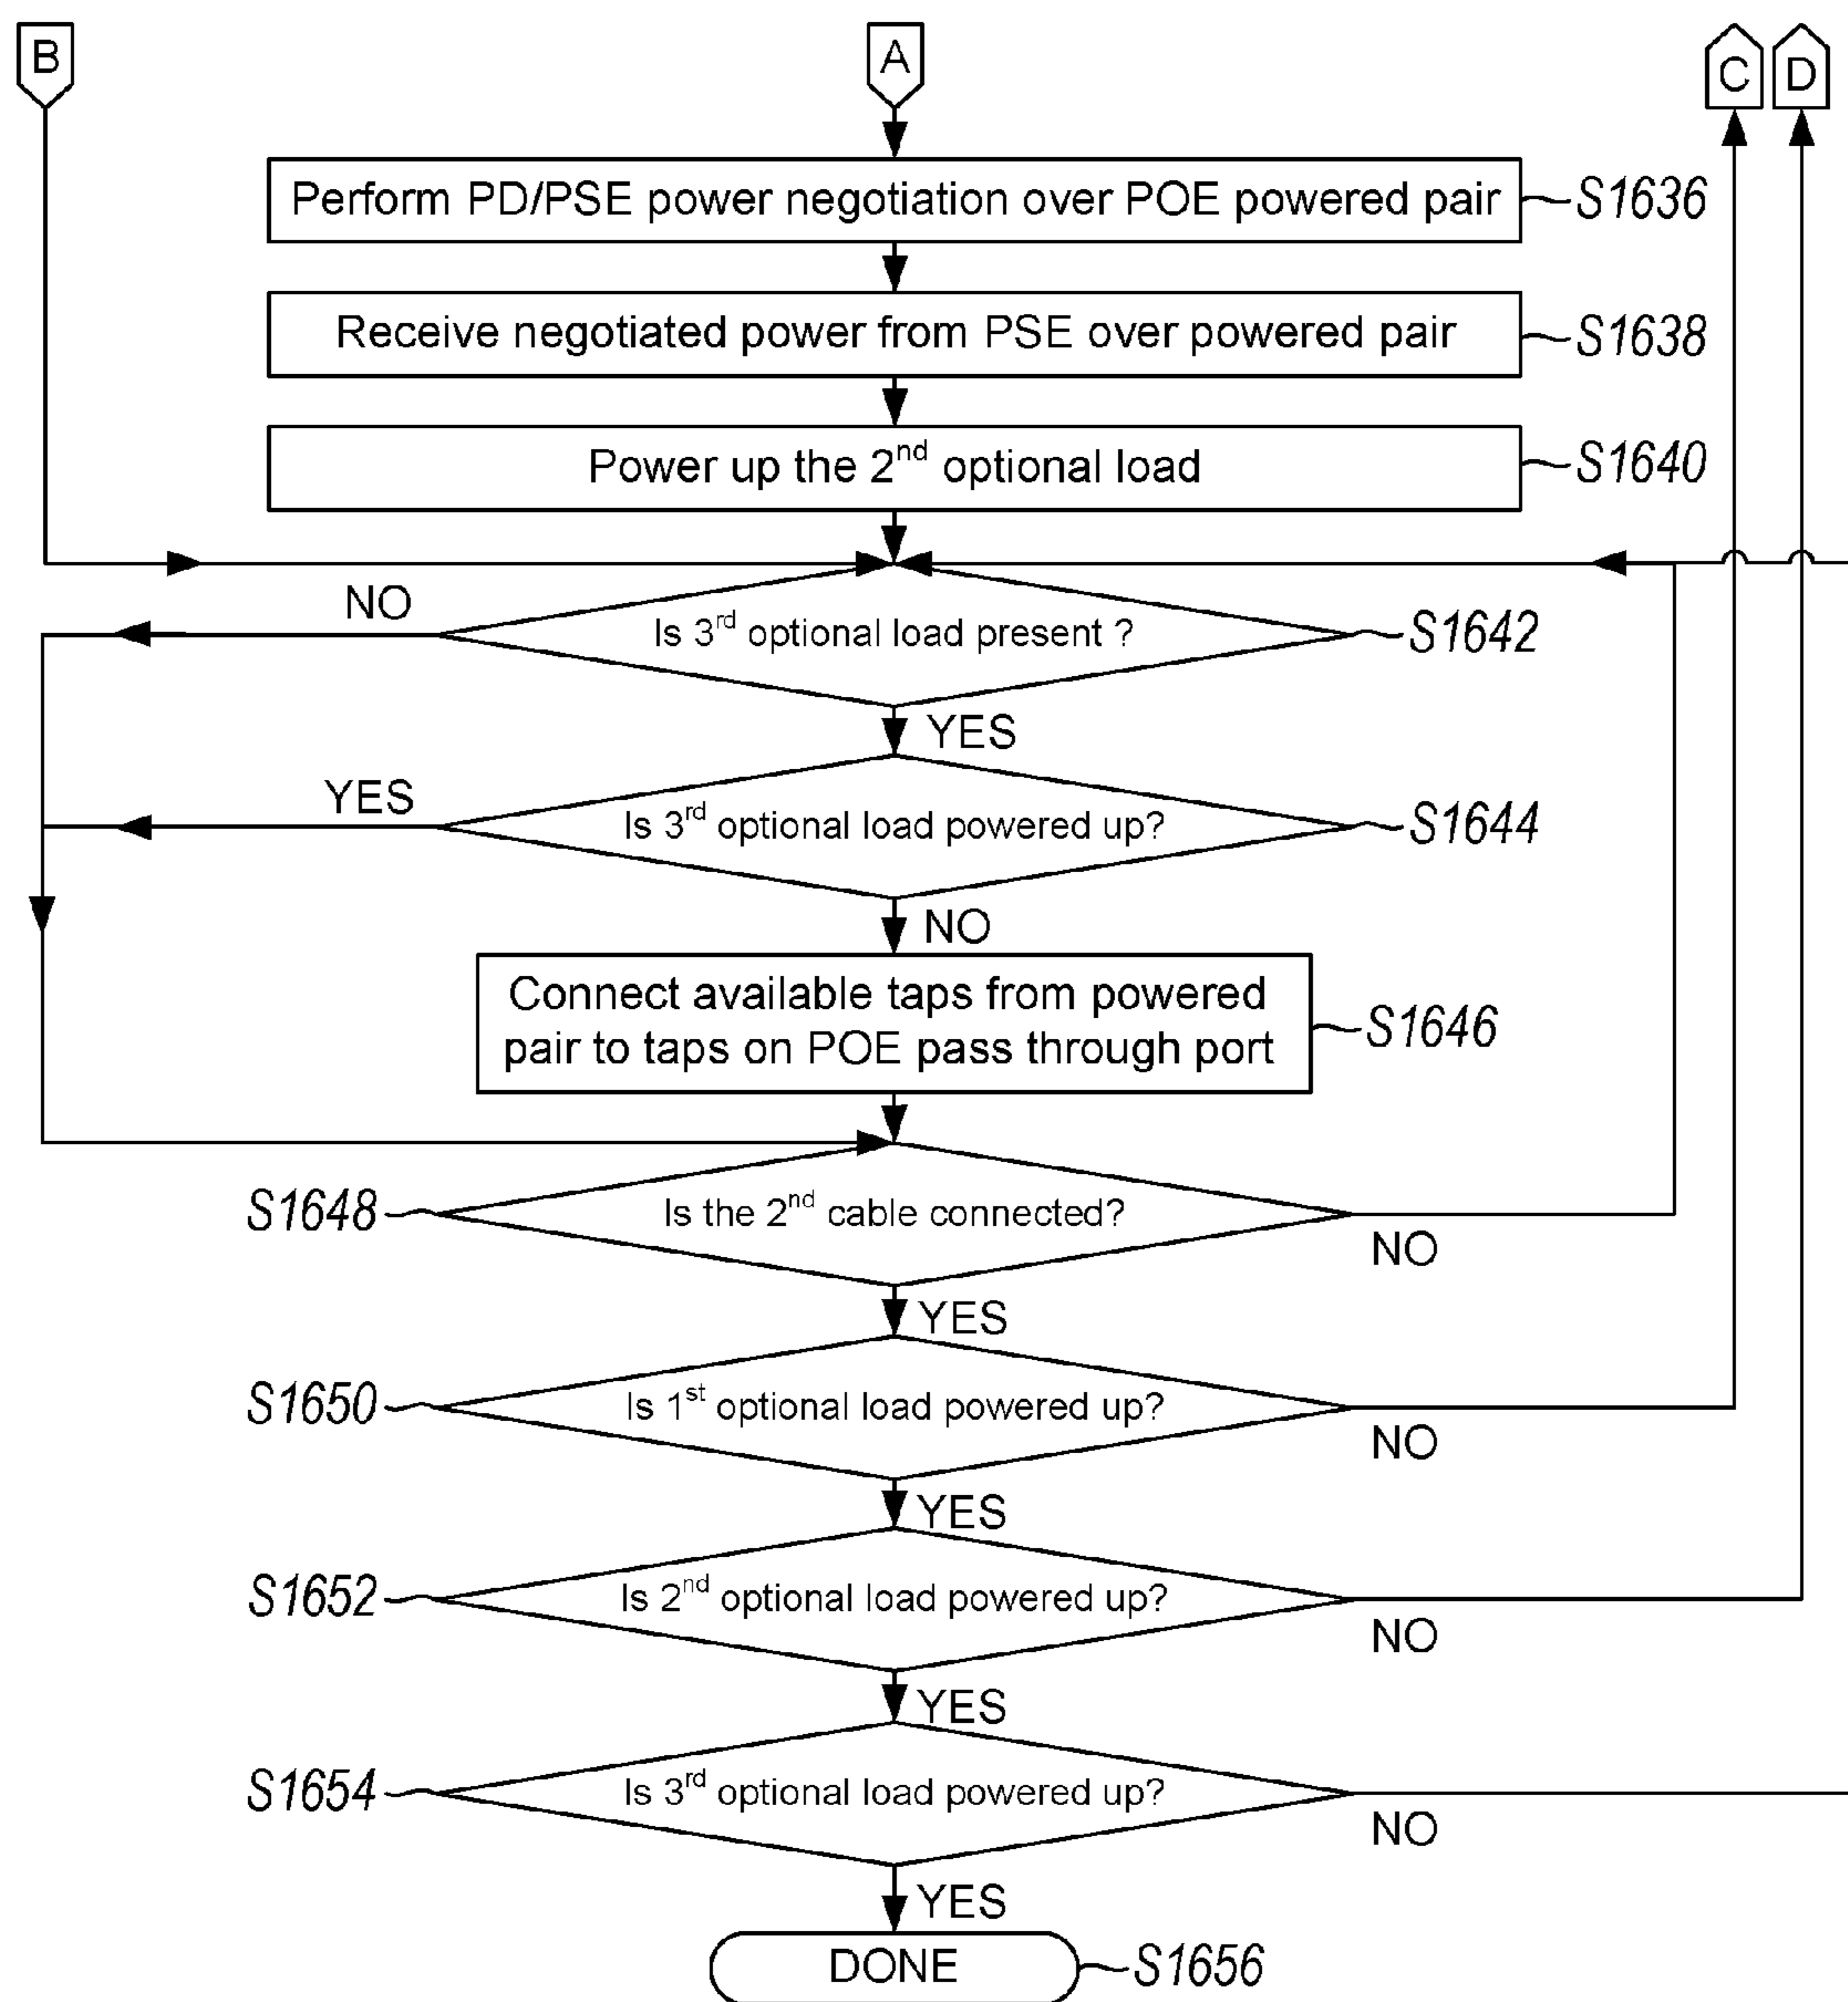 B
A
C
D
Perform PD/PSE power negotiation over POE powered pair
S1636
Receive negotiated power from PSE over powered pair
S1638
Power up the 2nd optional load
S1640
NO
Is 3rd optional load present ?
S1642
YES
YES
Is 3rd optional load powered up?
S1644
NO
Connect available taps from powered
pair to taps on POE pass through port
S1646
S1648
Is the 2nd cable connected?
NO
YES
S1650
Is 1st optional load powered up?
NO
YES
S1652
Is 2nd optional load powered up?
NO
YES
S1654
Is 3rd optional load powered up?
NO
YES
DONE
S1656